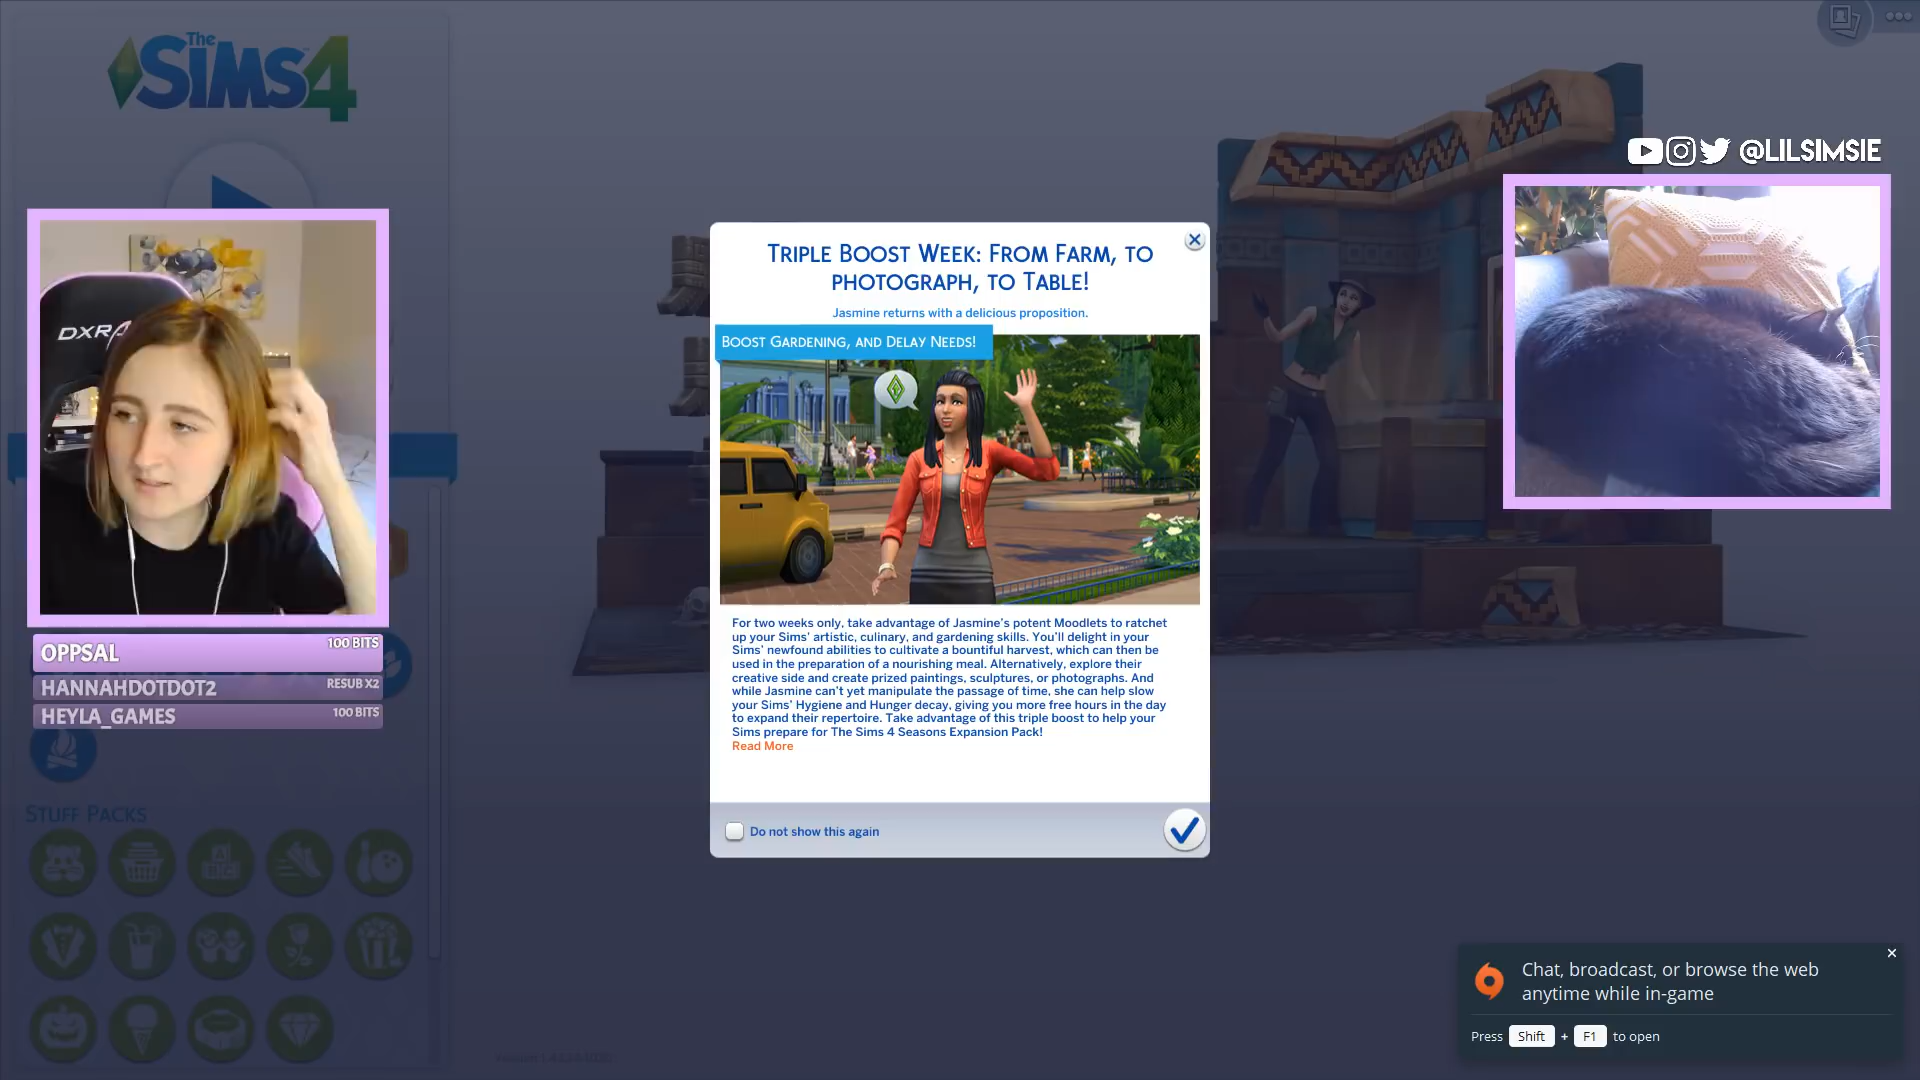 The
SIMS 4
@LILSIMSIE
TRIPLE BOOST WEEK: FROM FARM, TO
PHOTOGRAPH, TO TABLE!
Jasmine returns with a delicious proposition.
BOOST GARDENING, AND DELAY NEEDS!
DXRA
For two weeks only, take advantage of Jasmine's potent Moodlets to ratchet
up your Sims' artistic, culinary, and gardening skills. You'll delight in your
Sims' newfound abilities to cultivate a bountiful harvest, which can then be
used in the preparation of a nourishing meal. Alternatively, explore their
creative side and create prized paintings, sculptures, or photographs. And
while Jasmine can't yet manipulate the passage of time, she can help slow
your Sims' Hygiene and Hunger decay, giving you more free hours in the day
to expand their repertoire. Take advantage of this triple boost to help your
Sims prepare for The Sims 4 Seasons Expansion Pack!
Read More
Do not show this again
OPPSAL 100 BITS
HANNAHDOTDOT2 RESUB X2
HEYLA_GAMES 100 BITS
STUFF PACKS
Chat, broadcast, or browse the web
anytime while in-game
Press Shift + F1 to open